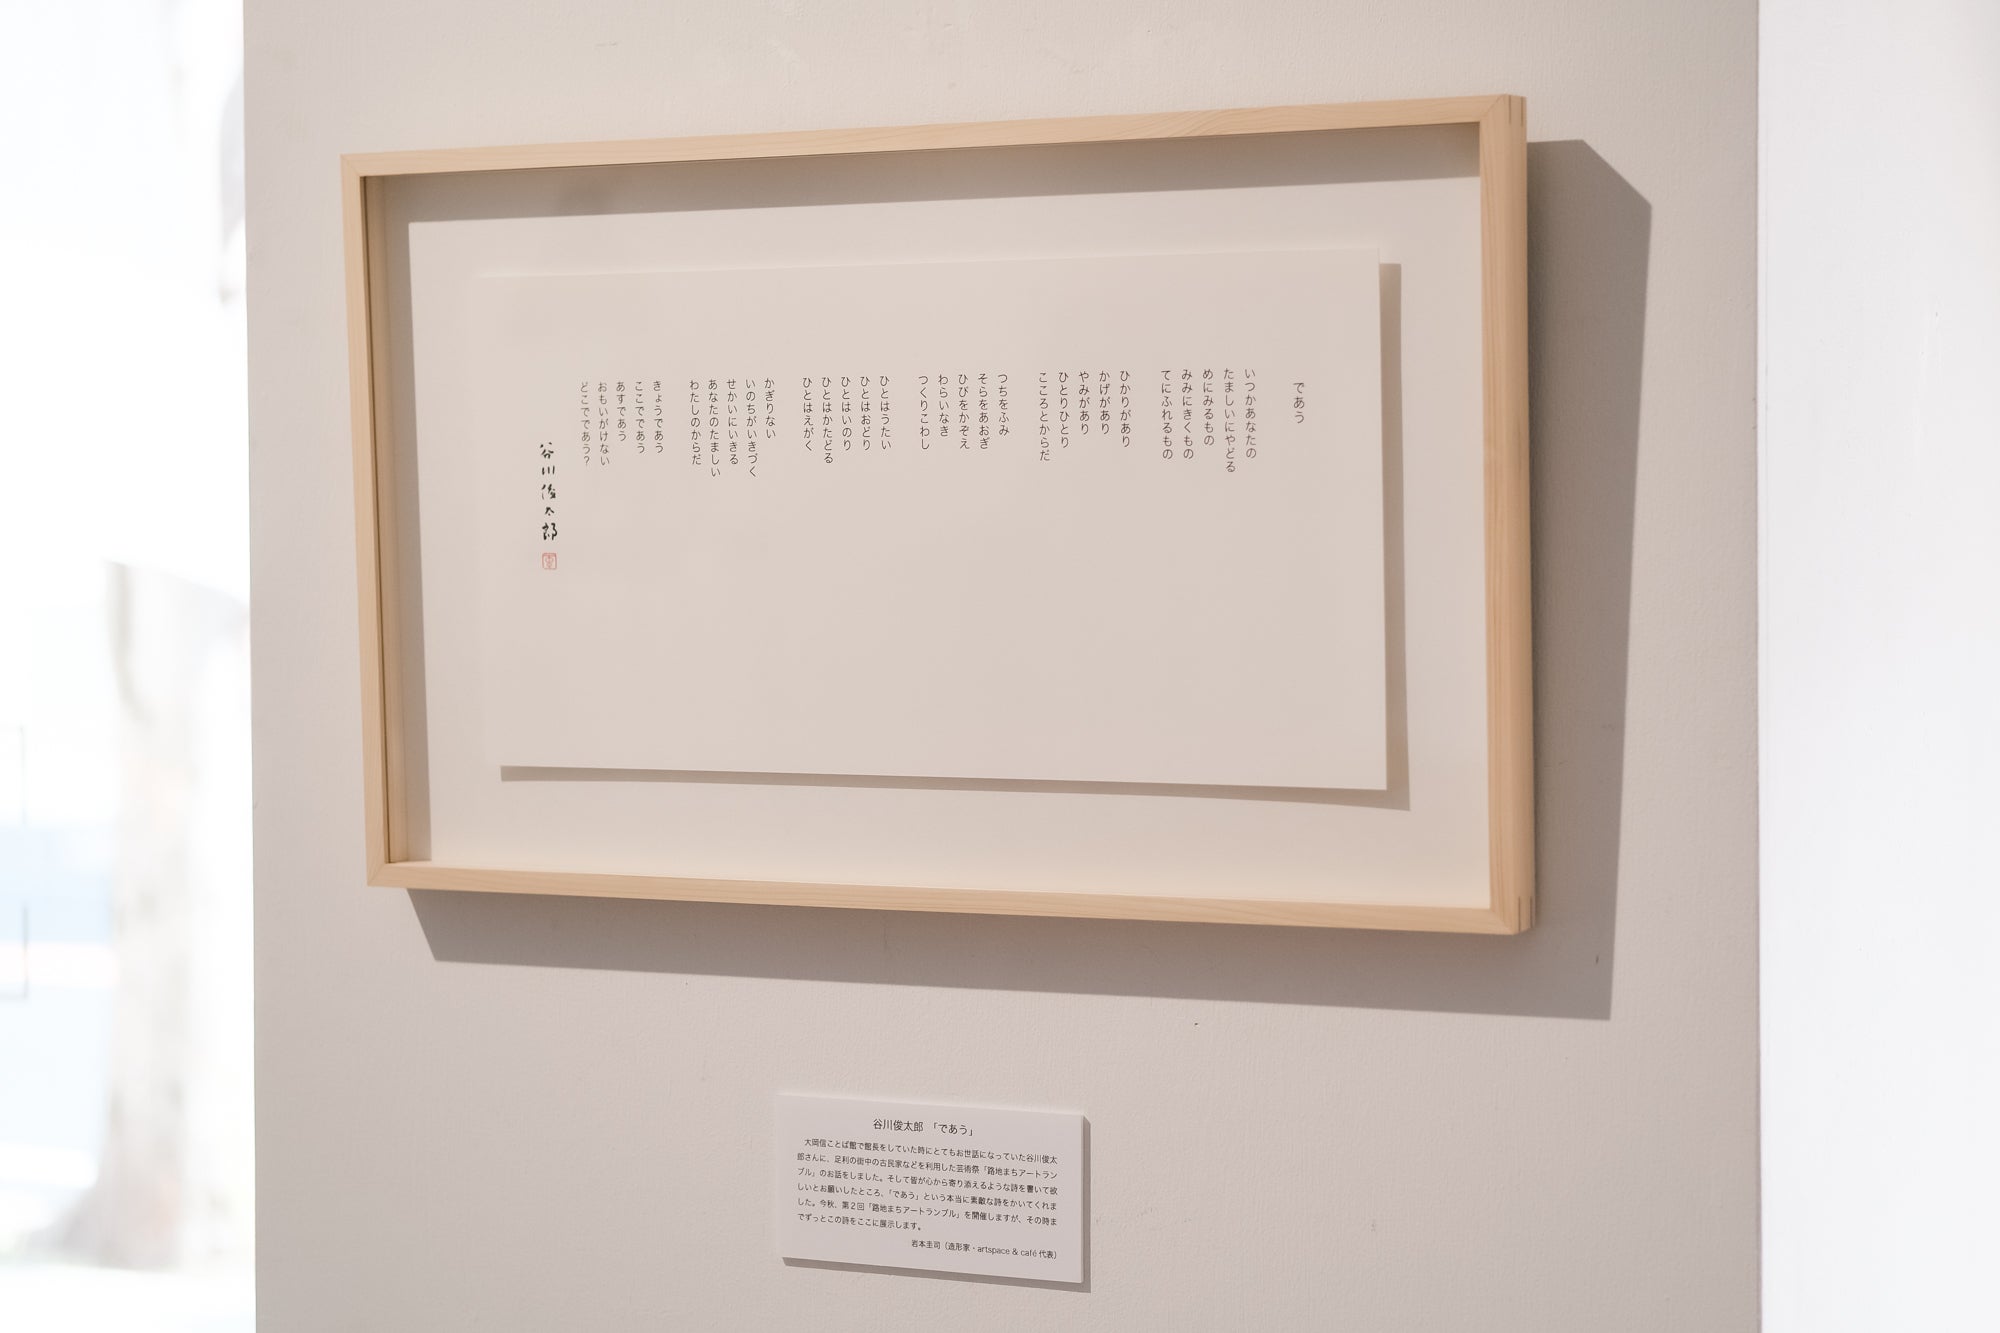 であう
いつかあなたの
たましいにやどる
めにみるもの
みみにきくもの
てにふれるもの
ひかりがあり
かげがあり
やみがあり
ひとりひとり
こころとからだ
つちをふみ
そらをあおぎ
ひびをかぞえ
わらいなき
つくりこわし
ひとはうたい
ひとはおどり
ひとはいのり
ひとはかたどる
ひとはえがく
かぎりない
いのちがいきづく
せかいにいきる
あなたのたましい
わたしのからだ
きょうであう
ここでであう
あすであう
おもいがけない
どこでであう?
谷川俊太郎
谷川俊太郎 「であう」
大岡信ことば館で館長をしていた時にとてもお世話になっていた谷川俊太
郎さんに、足利の街中の古民家などを利用した芸術祭「路地まちアートラン
ブル」のお話をしました。そして皆が心から寄り添えるような詩を書いて欲
しいとお願いしたところ、「であう」という本当に素敵な詩をかいてくれま
した。今秋、第2回「路地まちアートランブル」を開催しますが、その時ま
でずっとこの詩をここに展示します。
岩本圭司(造形家・artspace & café 代表)